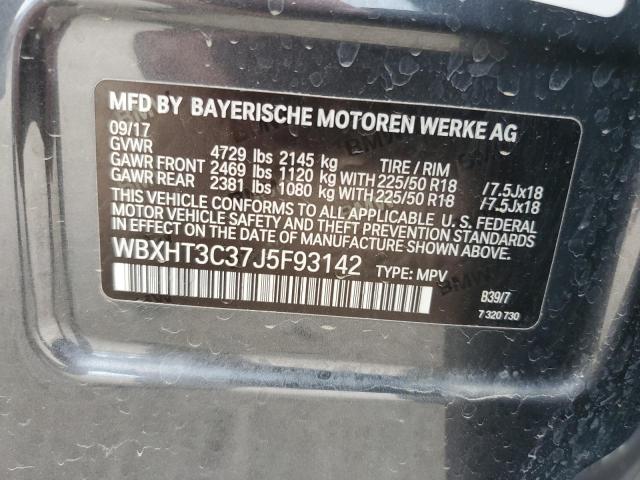 MFD BY BAYERISCHE MOTOREN WERKE AG
09/17
GVWR 4729 lbs 2145 kg TIRE / RIM
GAWR FRONT 2469 lbs 1120 kg WITH 225/50 R18 /7.5Jx18
GAWR REAR 2381 lbs 1080 kg WITH 225/50 R18 /7.5Jx18
THIS VEHICLE CONFORMS TO ALL APPLICABLE U.S. FEDERAL
MOTOR VEHICLE SAFETY AND THEFT PREVENTION STANDARDS
IN EFFECT ON THE DATE OF MANUFACTURE SHOWN ABOVE.
WBXHT3C37J5F93142 TYPE: MPV
B39/7
7 320 730